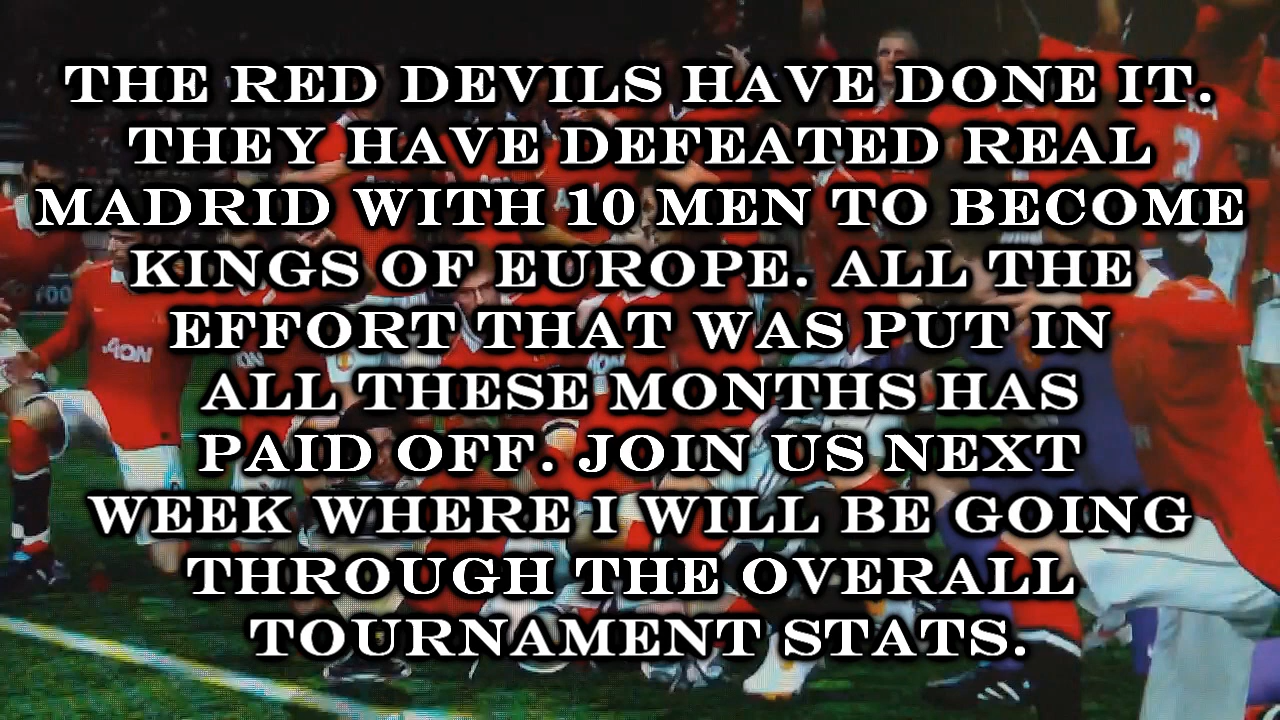 THE RED DEVILS HAVE DONE IT.
THEY HAVE DEFEATED REAL
MADRID WITH 10 MEN TO BECOME
KINGS OF EUROPE. ALL THE
EFFORT THAT WAS PUT IN
ALL THESE MONTHS HAS
PAID OFF. JOIN US NEXT
WEEK WHERE I WILL BE GOING
THROUGH THE OVERALL
TOURNAMENT STATS.
AON